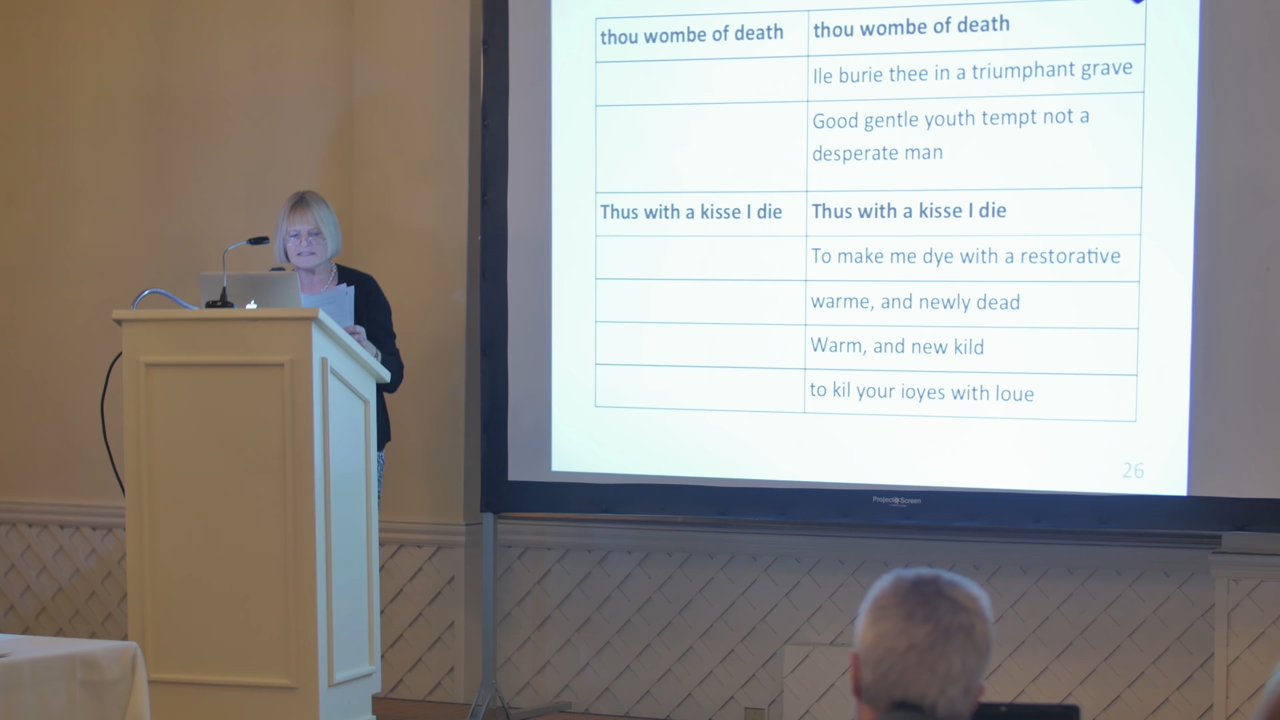 thou wombe of death
thou wombe of death
Ile burie thee in a triumphant grave
Good gentle youth tempt not a
desperate man
Thus with a kisse I die
Thus with a kisse I die
To make me dye with a restorative
warme, and newly dead
Warm, and new kild
to kil your ioyes with loue
26
Project Screen